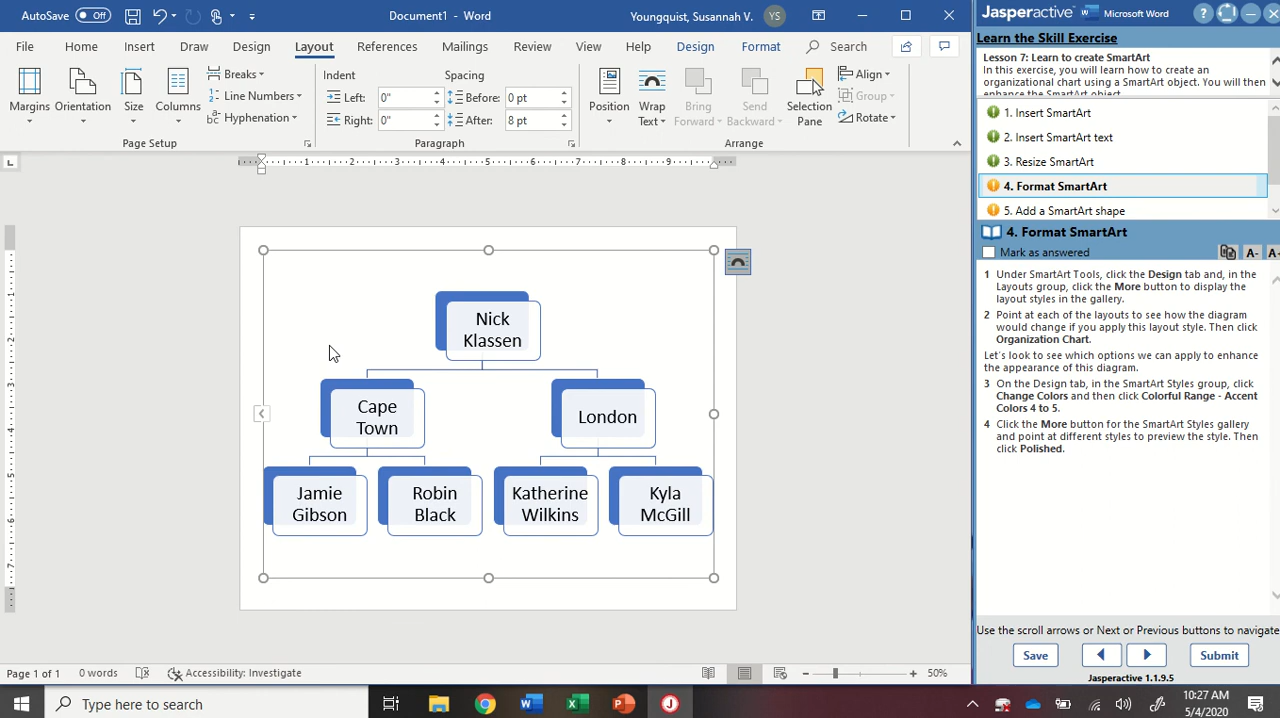 AutoSave Off
Document1 - Word
Youngquist, Susannah V. YS
File Home Insert Draw Design Layout References Mailings Review View Help Design Format Search
Margins
Orientation
Size
Columns
Breaks
Line Numbers
Hyphenation
Page Setup
Indent
Left: 0"
Right: 0"
Spacing
Before: 0 pt
After: 8 pt
Paragraph
Position
Wrap
Text
Bring
Forward
Send
Backward
Selection
Pane
Align
Group
Rotate
Arrange
1 2 3 4 5 6 7 8 9
Nick
Klassen
Cape
Town
London
Jamie
Gibson
Robin
Black
Katherine
Wilkins
Kyla
McGill
Page 1 of 1 0 words Accessibility: Investigate 50%
Type here to search
10:27 AM
5/4/2020
Jasperactive Microsoft Word
Learn the Skill Exercise
Lesson 7: Learn to create SmartArt
In this exercise, you will learn how to create an
organizational chart using a SmartArt object. You will then
enhance the SmartArt object.
1. Insert SmartArt
2. Insert SmartArt text
3. Resize SmartArt
4. Format SmartArt
5. Add a SmartArt shape
4. Format SmartArt
Mark as answered A- A+
1 Under SmartArt Tools, click the Design tab and, in the
Layouts group, click the More button to display the
layout styles in the gallery.
2 Point at each of the layouts to see how the diagram
would change if you apply this layout style. Then click
Organization Chart.
Let's look to see which options we can apply to enhance
the appearance of this diagram.
3 On the Design tab, in the SmartArt Styles group, click
Change Colors and then click Colorful Range - Accent
Colors 4 to 5.
4 Click the More button for the SmartArt Styles gallery
and point at different styles to preview the style. Then
click Polished.
Use the scroll arrows or Next or Previous buttons to navigate
Save Submit
Jasperactive 1.1.9.5